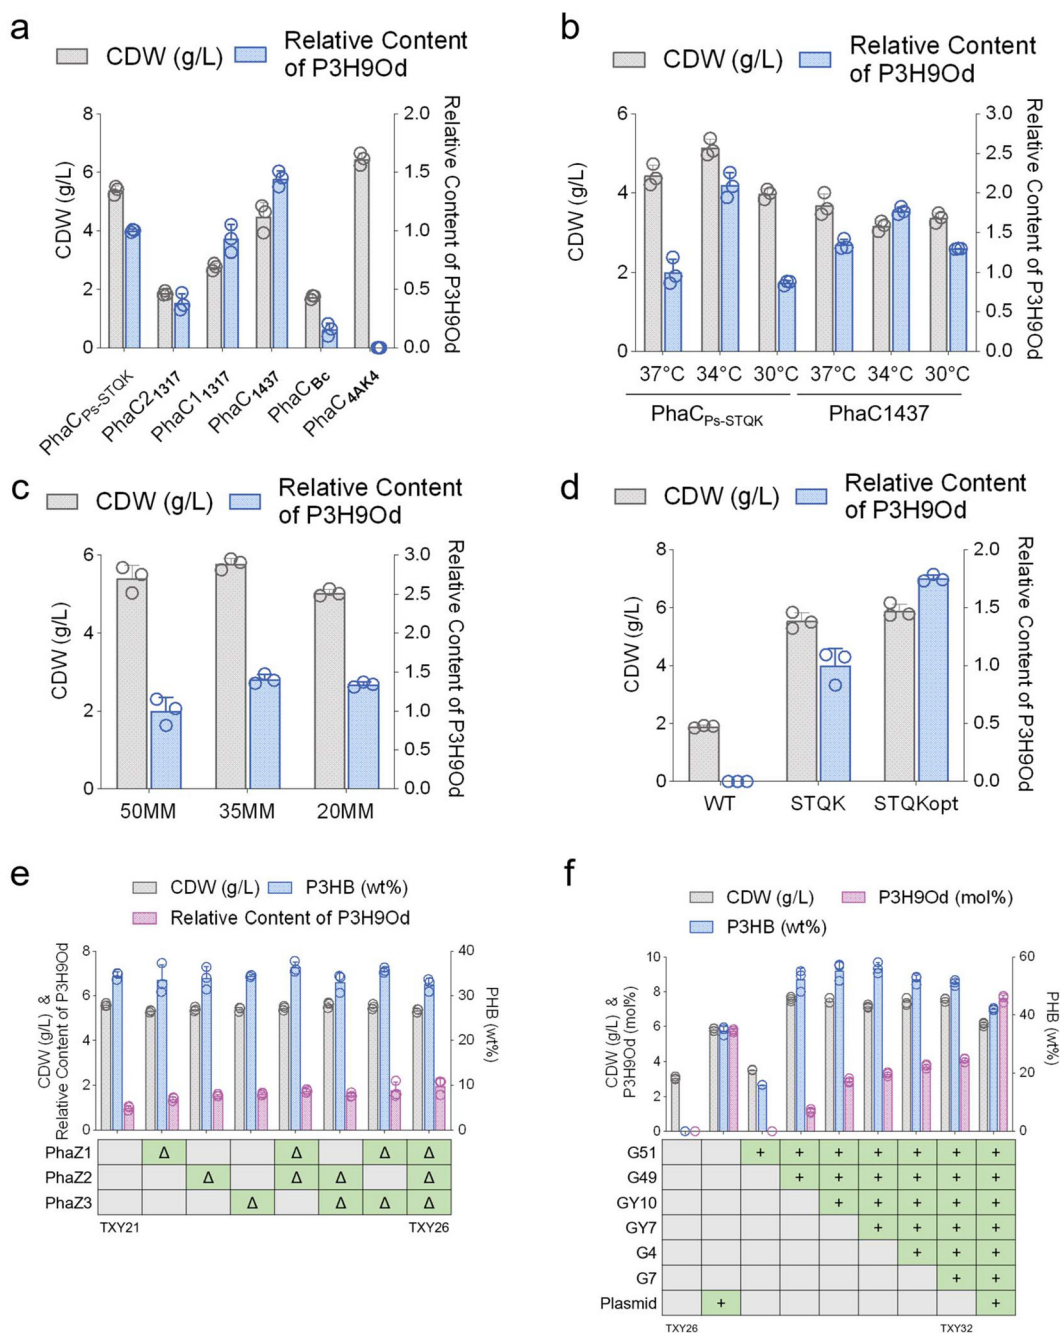 a
CDW (g/L)
Relative Content
of P3H9Od
8
6
4
2
0
CDW (g/L)
2.0
1.5
1.0
0.5
0.0
Relative Content of P3H9Od
PhaCPs-STQK
PhaC21317
PhaC11317
PhaC1437
PhaCBc
PhaC4AK4
b
CDW (g/L)
Relative Content
of P3H9Od
6
4
2
0
CDW (g/L)
3.0
2.5
2.0
1.5
1.0
0.5
0.0
Relative Content of P3H9Od
37°C 34°C 30°C 37°C 34°C 30°C
PhaCPs-STQK PhaC1437
c
CDW (g/L)
Relative Content
of P3H9Od
6
4
2
0
CDW (g/L)
3.0
2.5
2.0
1.5
1.0
0.5
0.0
Relative Content of P3H9Od
50MM 35MM 20MM
d
CDW (g/L)
Relative Content
of P3H9Od
8
6
4
2
0
CDW (g/L)
2.0
1.5
1.0
0.5
0.0
Relative Content of P3H9Od
WT STQK STQKopt
e
CDW (g/L) P3HB (wt%)
Relative Content of P3H9Od
8
6
4
2
0
CDW (g/L) &
Relative Content of P3H9Od
40
30
20
10
0
PHB (wt%)
PhaZ1 Δ Δ Δ Δ
PhaZ2 Δ Δ Δ Δ
PhaZ3 Δ Δ Δ Δ
TXY21 TXY26
f
CDW (g/L) P3H9Od (mol%)
P3HB (wt%)
10
8
6
4
2
0
CDW (g/L) &
P3H9Od (mol%)
60
40
20
0
PHB (wt%)
G51 + + + + + + +
G49 + + + + + +
GY10 + + + + +
GY7 + + + +
G4 + + +
G7 + +
Plasmid + +
TXY26 TXY32